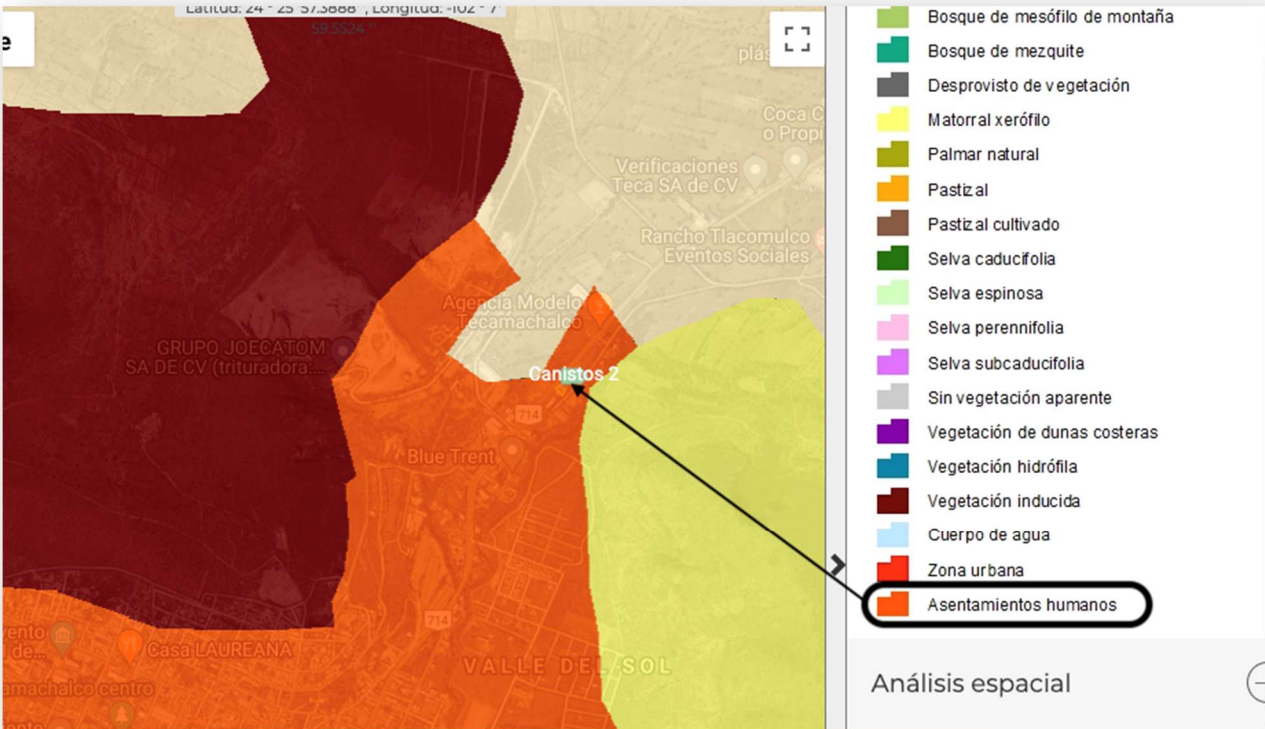 Latitud: 24 ° 25 ' 57.3888 '' , Longitud: -102 ° 7 '
59.5524 ''
e
plás
Coca C
o Propi
Verificaciones
Teca SA de CV
Rancho Tlacomulco
Eventos Sociales
Agencia Modelo
Tecamachalco
GRUPO JOECATOM
SA DE CV (trituradora:...
Canistos 2
714
Blue Trent
714
VALLE DEL SOL
Casa LAUREANA
vento
de...
amachalco centro
Bosque de mesófilo de montaña
Bosque de mezquite
Desprovisto de vegetación
Matorral xerófilo
Palmar natural
Pastizal
Pastizal cultivado
Selva caducifolia
Selva espinosa
Selva perennifolia
Selva subcaducifolia
Sin vegetación aparente
Vegetación de dunas costeras
Vegetación hidrófila
Vegetación inducida
Cuerpo de agua
Zona urbana
Asentamientos humanos
Análisis espacial